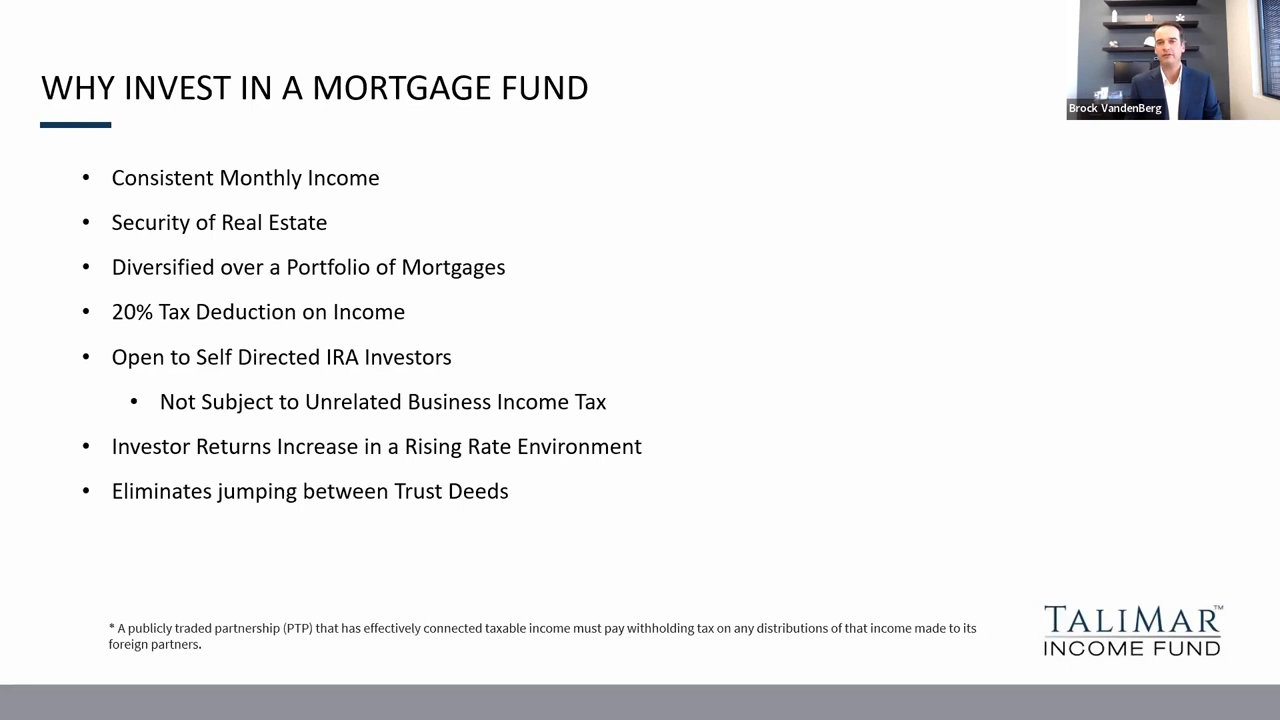 WHY INVEST IN A MORTGAGE FUND
Brock VandenBerg
• Consistent Monthly Income
• Security of Real Estate
• Diversified over a Portfolio of Mortgages
• 20% Tax Deduction on Income
• Open to Self Directed IRA Investors
• Not Subject to Unrelated Business Income Tax
• Investor Returns Increase in a Rising Rate Environment
• Eliminates jumping between Trust Deeds
* A publicly traded partnership (PTP) that has effectively connected taxable income must pay withholding tax on any distributions of that income made to its
foreign partners.
TALIMAR™
INCOME FUND